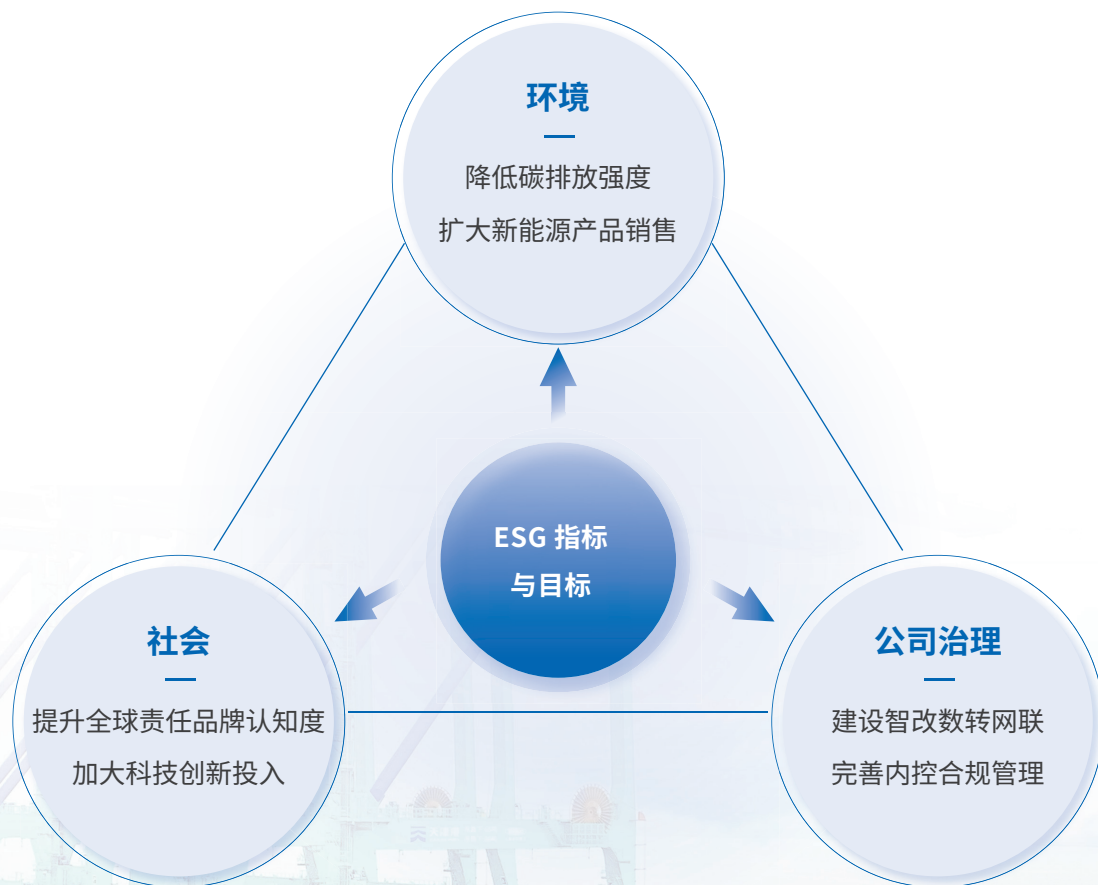 环境
降低碳排放强度
扩大新能源产品销售
ESG 指标
与目标
社会
提升全球责任品牌认知度
加大科技创新投入
公司治理
建设智改数转网联
完善内控合规管理